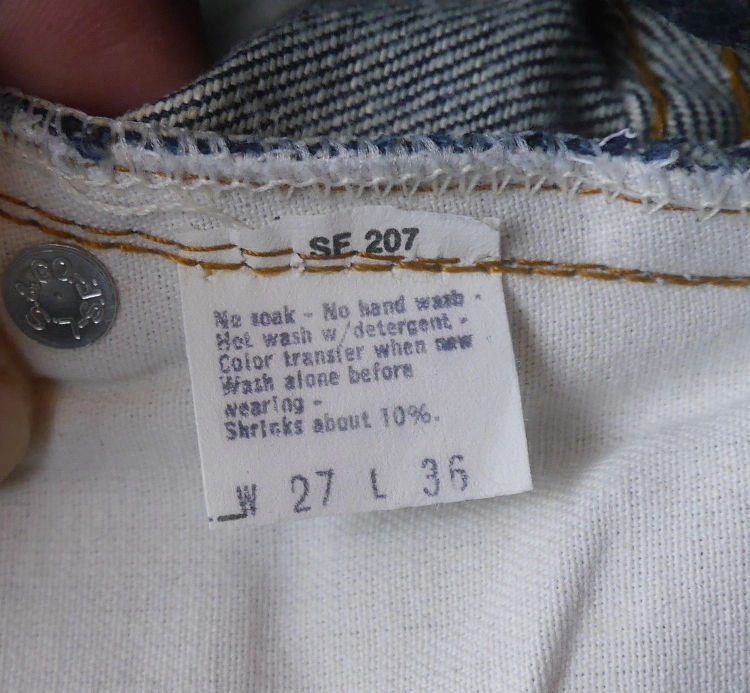 SF 207
No soak - No hand wash -
Hot wash w/detergent -
Color transfer when new
Wash alone before
wearing -
Shrinks about 10%.
W 27 L 36